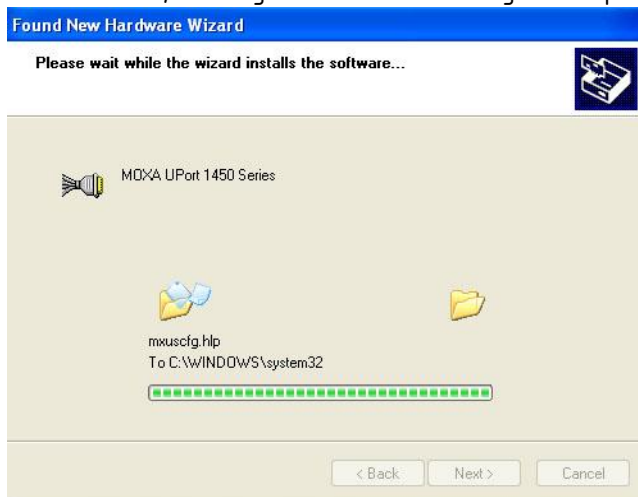 Found New Hardware Wizard
Please wait while the wizard installs the software...
MOXA UPort 1450 Series
mxuscfg.hlp
To C:\WINDOWS\system32
< Back Next > Cancel